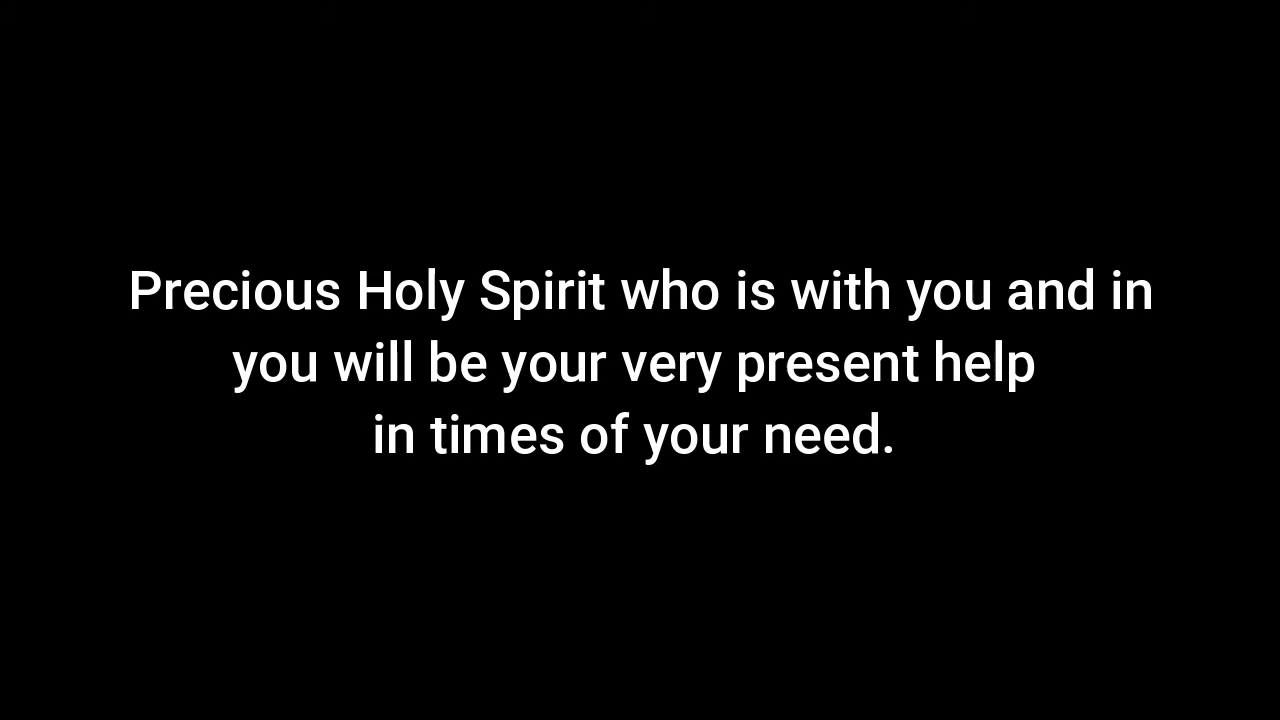 Precious Holy Spirit who is with you and in
you will be your very present help
in times of your need.